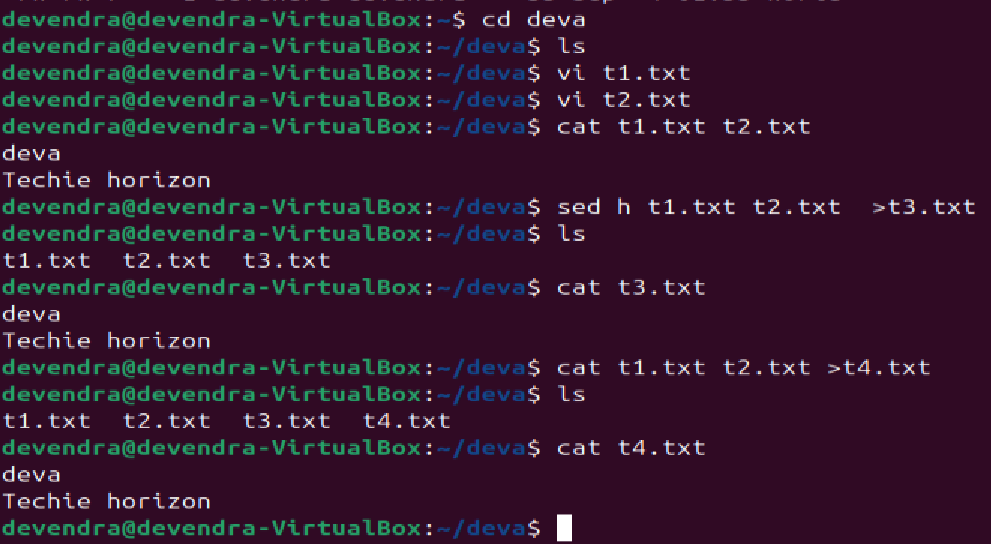 devendra@devendra-VirtualBox:~$ cd deva
devendra@devendra-VirtualBox:~/deva$ ls
devendra@devendra-VirtualBox:~/deva$ vi t1.txt
devendra@devendra-VirtualBox:~/deva$ vi t2.txt
devendra@devendra-VirtualBox:~/deva$ cat t1.txt t2.txt
deva
Techie horizon
devendra@devendra-VirtualBox:~/deva$ sed h t1.txt t2.txt  >t3.txt
devendra@devendra-VirtualBox:~/deva$ ls
t1.txt  t2.txt  t3.txt
devendra@devendra-VirtualBox:~/deva$ cat t3.txt
deva
Techie horizon
devendra@devendra-VirtualBox:~/deva$ cat t1.txt t2.txt >t4.txt
devendra@devendra-VirtualBox:~/deva$ ls
t1.txt  t2.txt  t3.txt  t4.txt
devendra@devendra-VirtualBox:~/deva$ cat t4.txt
deva
Techie horizon
devendra@devendra-VirtualBox:~/deva$